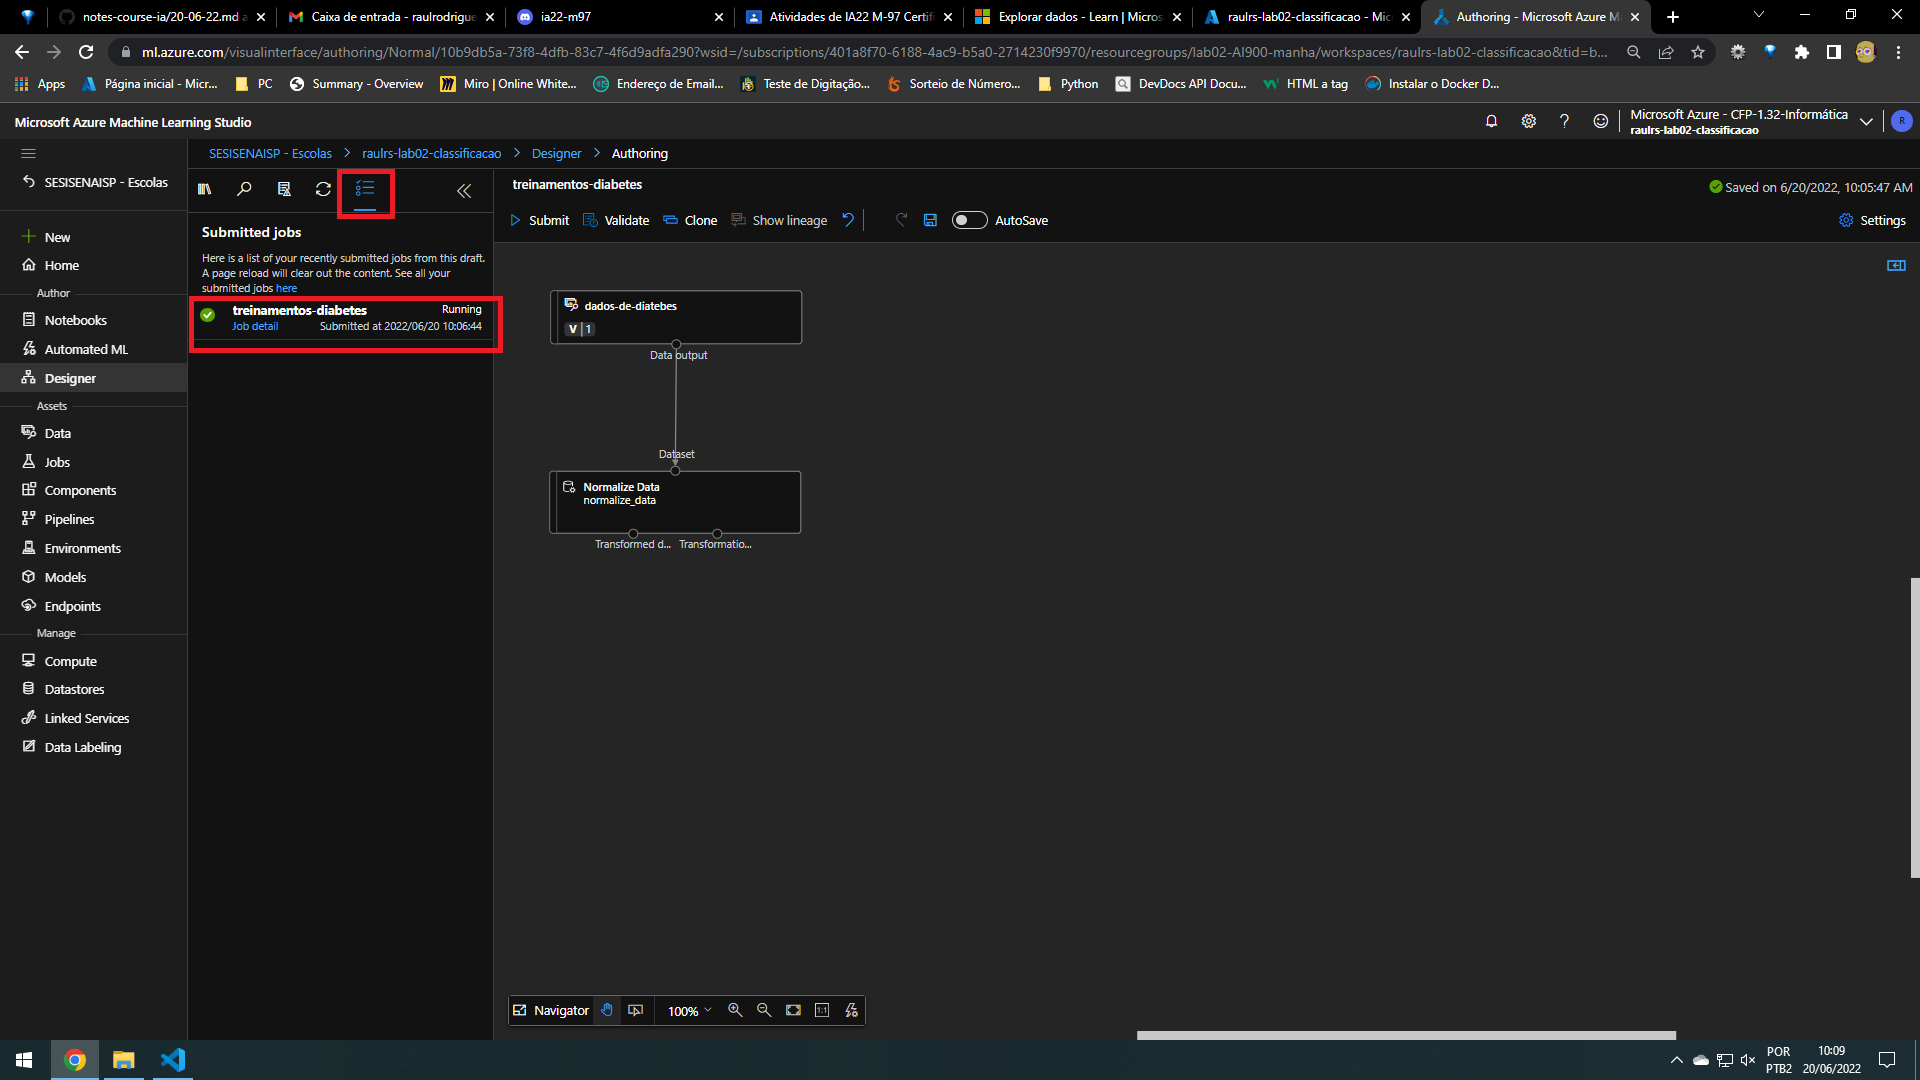 notes-course-ia/20-06-22.md a
Caixa de entrada - raulrodrigue
ia22-m97
Atividades de IA22 M-97 Certifi
Explorar dados - Learn | Micros
raulrs-lab02-classificacao - Mic
Authoring - Microsoft Azure M
ml.azure.com/visualinterface/authoring/Normal/10b9db5a-73f8-4dfb-83c7-4f6d9adfa290?wsid=/subscriptions/401a8f70-6188-4ac9-b5a0-2714230f9970/resourcegroups/lab02-AI900-manha/workspaces/raulrs-lab02-classificacao&tid=b...
Apps
Página inicial - Micr...
PC
Summary - Overview
Miro | Online White...
Endereço de Email...
Teste de Digitação...
Sorteio de Número...
Python
DevDocs API Docu...
HTML a tag
Instalar o Docker D...
Microsoft Azure Machine Learning Studio
Microsoft Azure - CFP-1.32-Informática
raulrs-lab02-classificacao
R
SESISENAISP - Escolas > raulrs-lab02-classificacao > Designer > Authoring
SESISENAISP - Escolas
New
Home
Author
Notebooks
Automated ML
Designer
Assets
Data
Jobs
Components
Pipelines
Environments
Models
Endpoints
Manage
Compute
Datastores
Linked Services
Data Labeling
Submitted jobs
Here is a list of your recently submitted jobs from this draft.
A page reload will clear out the content. See all your
submitted jobs here
treinamentos-diabetes Running
Job detail Submitted at 2022/06/20 10:06:44
treinamentos-diabetes
Saved on 6/20/2022, 10:05:47 AM
Submit
Validate
Clone
Show lineage
AutoSave
Settings
dados-de-diatebes
V | 1
Data output
Dataset
Normalize Data
normalize_data
Transformed d... Transformatio...
Navigator
100%
1:1
POR
PTB2
10:09
20/06/2022